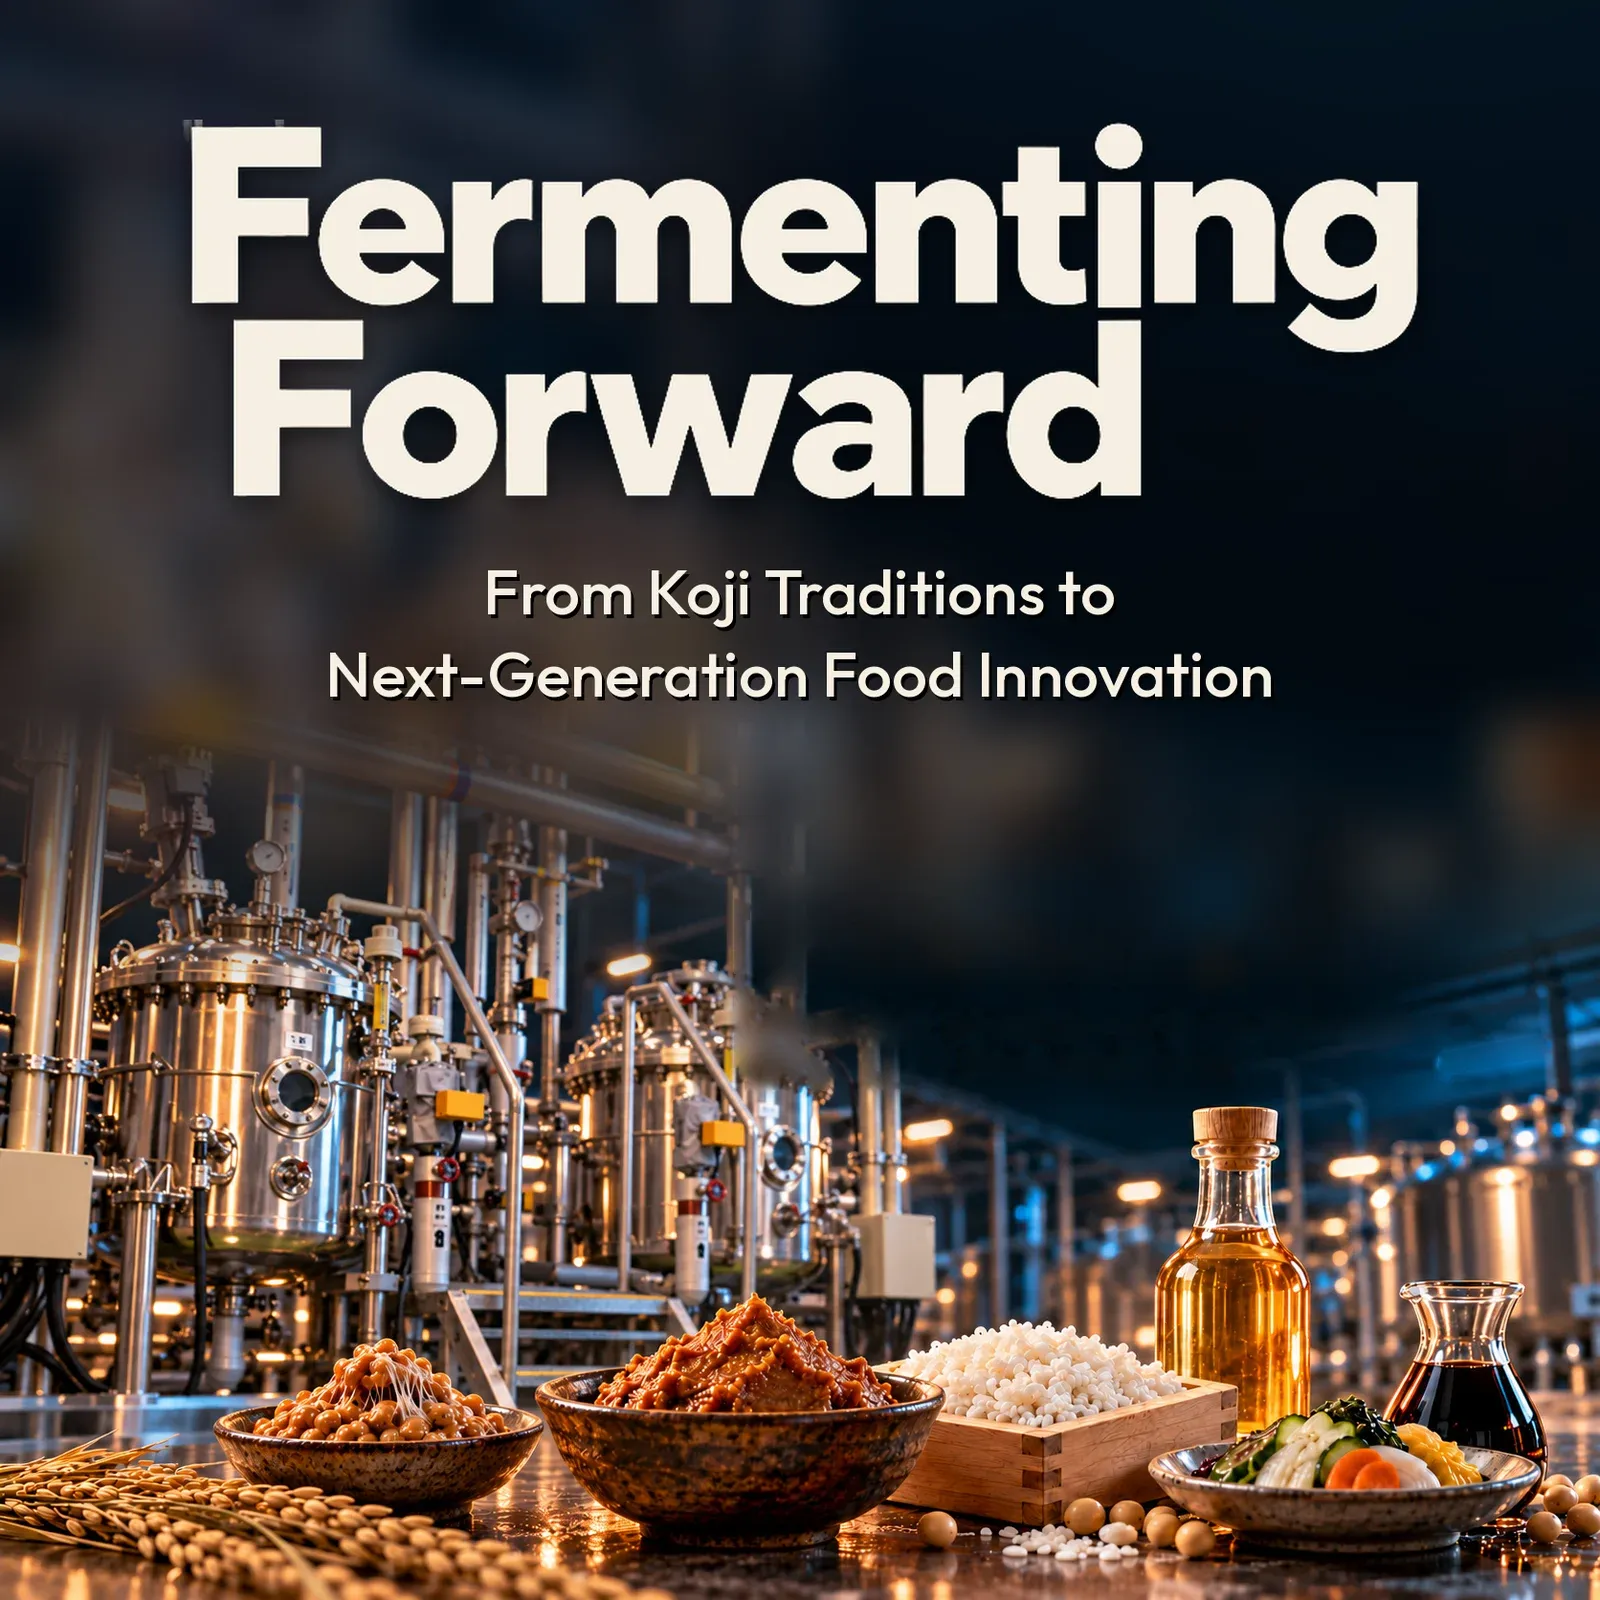 Fermenting
Forward
From Koji Traditions to
Next-Generation Food Innovation